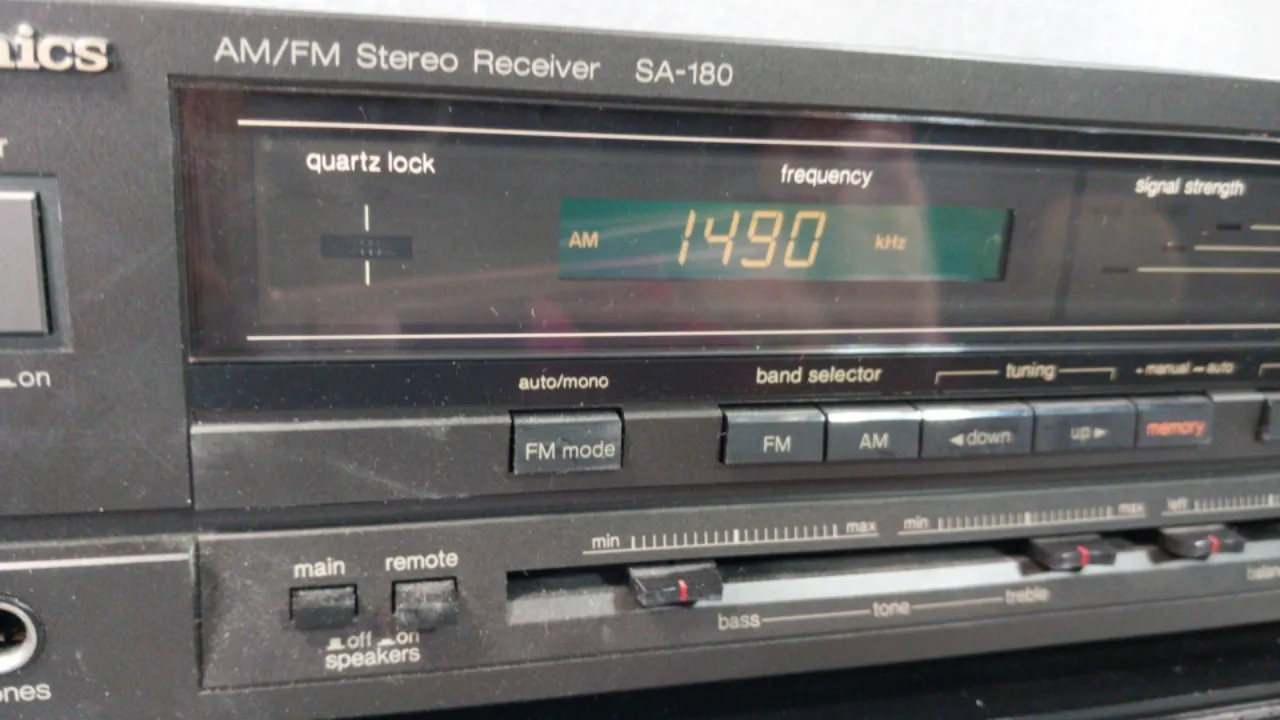 nics
AM/FM Stereo Receiver SA-180
quartz lock
frequency
signal strength
AM 1490 kHz
on
auto/mono
band selector
tuning
manual auto
FM mode
FM
AM
down
up
memory
min max
min max
left
main
remote
off on
speakers
bass tone treble
balan
ones